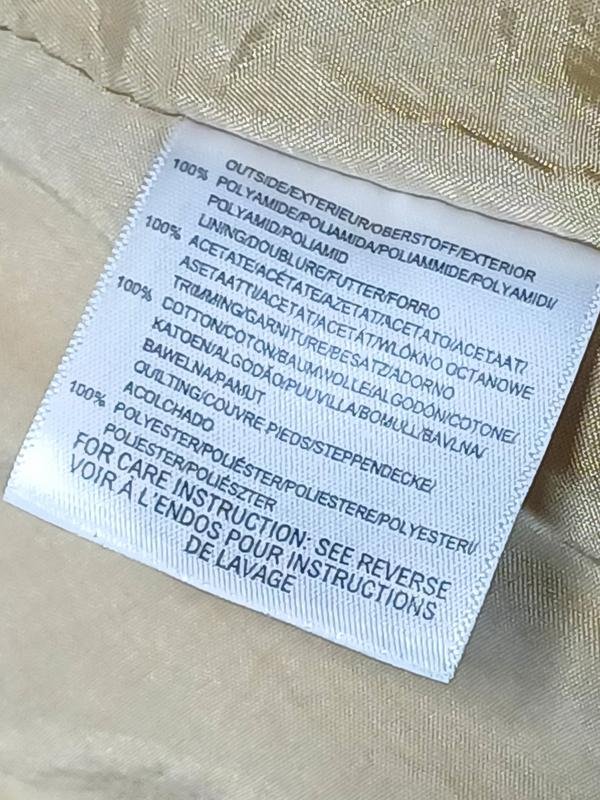 OUTSIDE/EXTERIEUR/OBERSTOFF/EXTERIOR
100% POLYAMIDE/POLIAMIDA/POLIAMMIDE/POLYAMIDI/
POLYAMID/POLIAMID
LINING/DOUBLURE/FUTTER/FORRO
100% ACETATE/ACÉTATE/AZETAT/ACETATO/ACETAAT/
ASETAATTI/ACETAT/ACETÁT/WŁÓKNO OCTANOWE
TRIMMING/GARNITURE/BESATZ/ADORNO
100% COTTON/COTON/BAUMWOLLE/ALGODÓN/COTONE/
KATOEN/ALGODÃO/PUUVILLA/BOMULL/BAVLNA/
BAWELNA/PAMUT
QUILTING/COUVRE PIEDS/STEPPENDECKE/
ACOLCHADO
100% POLYESTER/POLIÉSTER/POLIESTERE/POLYESTERI/
POLIESTER/POLIÉSZTER
FOR CARE INSTRUCTION: SEE REVERSE
VOIR À L'ENDOS POUR INSTRUCTIONS
DE LAVAGE